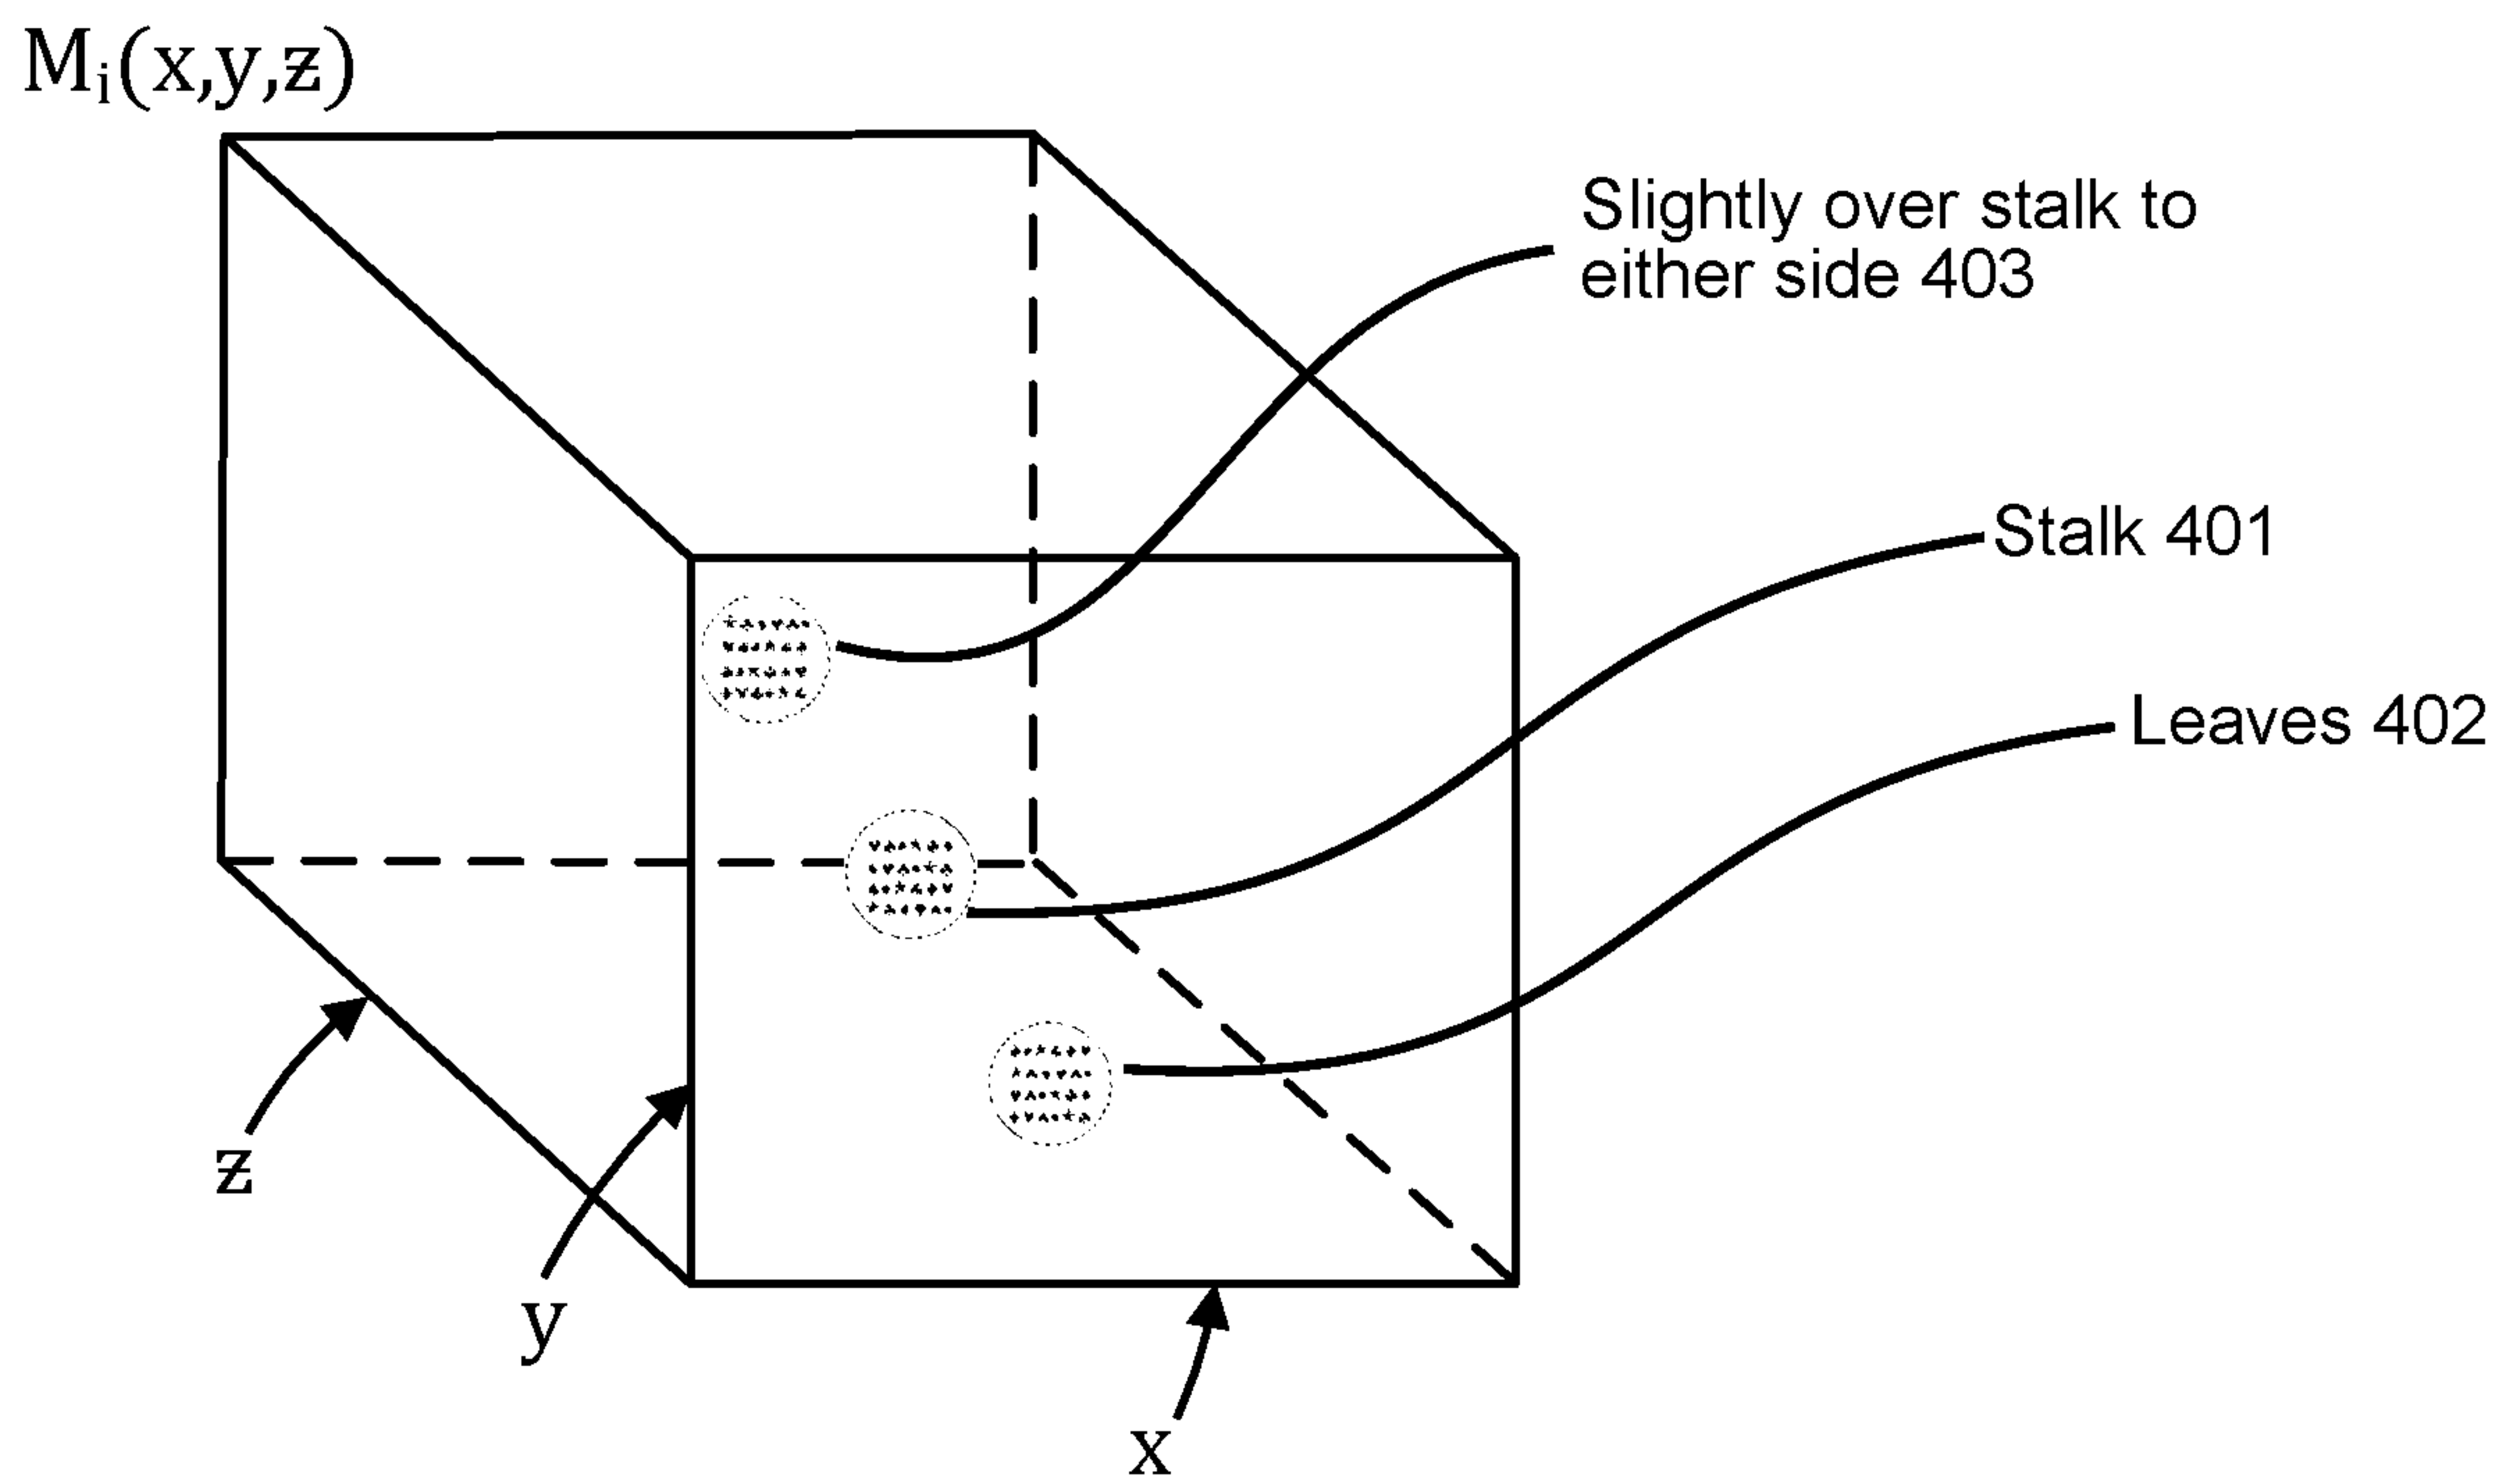 Mᵢ(x,y,z)
Slightly over stalk to
either side 403
Stalk 401
Leaves 402
z
y
x